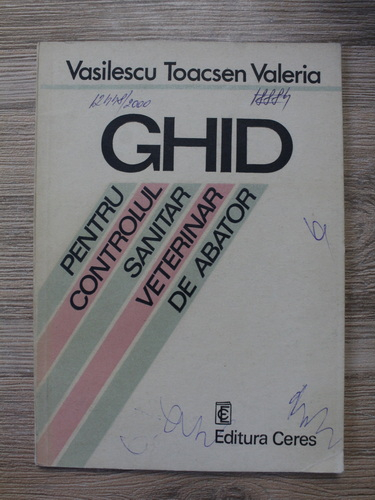 Vasilescu Toacsen Valeria
GHID
PENTRU
CONTROLUL
SANITAR
VETERINAR
DE ABATOR
Editura Ceres